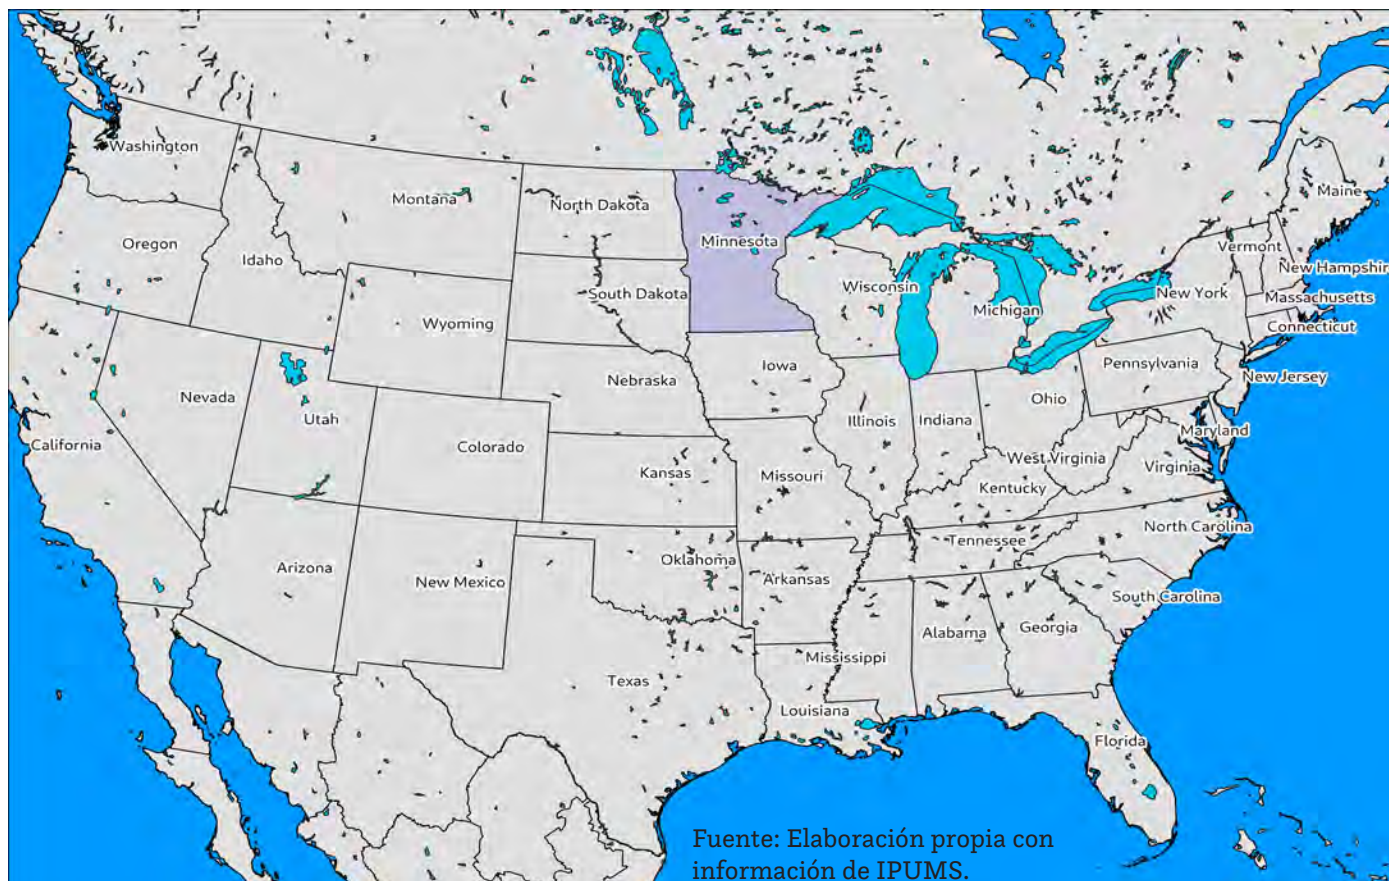 Washington
Montana
North Dakota
Minnesota
Maine
Oregon
Idaho
Vermont
New Hampshir
South Dakota
Wisconsin
Michigan
New York
Massachusetts
Wyoming
Connecticut
Iowa
Pennsylvania
Nebraska
New Jersey
Nevada
Utah
Illinois
Indiana
Ohio
California
Colorado
Maryland
Kansas
Missouri
West Virginia
Virginia
Kentucky
North Carolina
Tennessee
Arizona
New Mexico
Oklahoma
Arkansas
South Carolina
Alabama
Georgia
Mississippi
Texas
Louisiana
Florida
Fuente: Elaboración propia con
información de IPUMS.